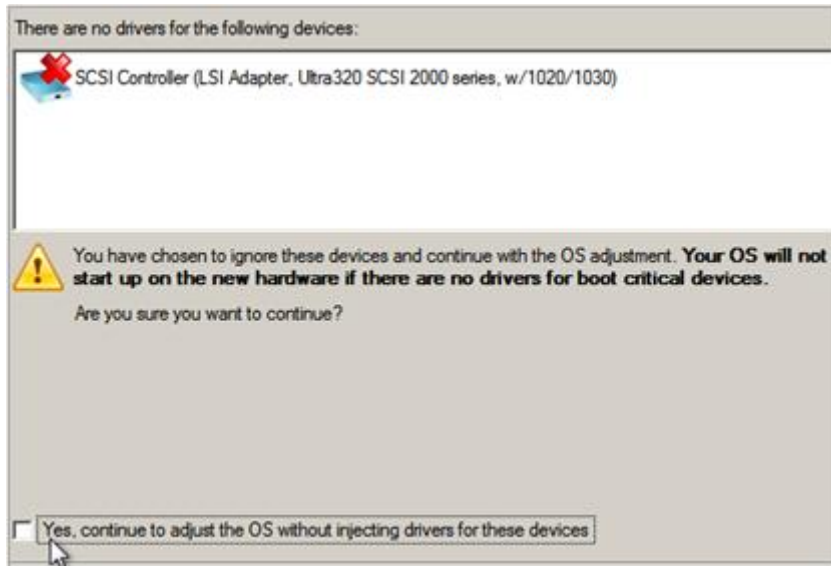 There are no drivers for the following devices:
SCSI Controller (LSI Adapter, Ultra320 SCSI 2000 series, w/1020/1030)
You have chosen to ignore these devices and continue with the OS adjustment. Your OS will not
start up on the new hardware if there are no drivers for boot critical devices.
Are you sure you want to continue?
Yes, continue to adjust the OS without injecting drivers for these devices